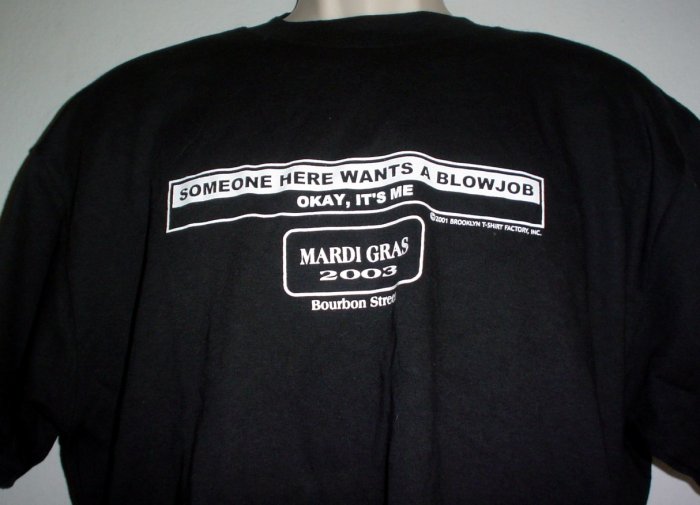 SOMEONE HERE WANTS A BLOWJOB
OKAY, IT'S ME
©2001 BROOKLYN T-SHIRT FACTORY, INC.
MARDI GRAS
2003
Bourbon Street